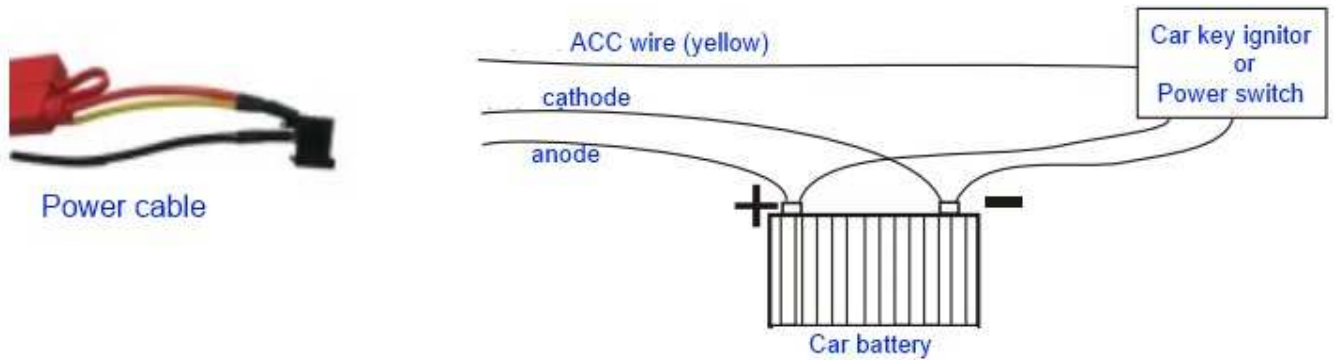 ACC wire (yellow)
Car key ignitor
or
Power switch
cathode
anode
Power cable
+
−
Car battery